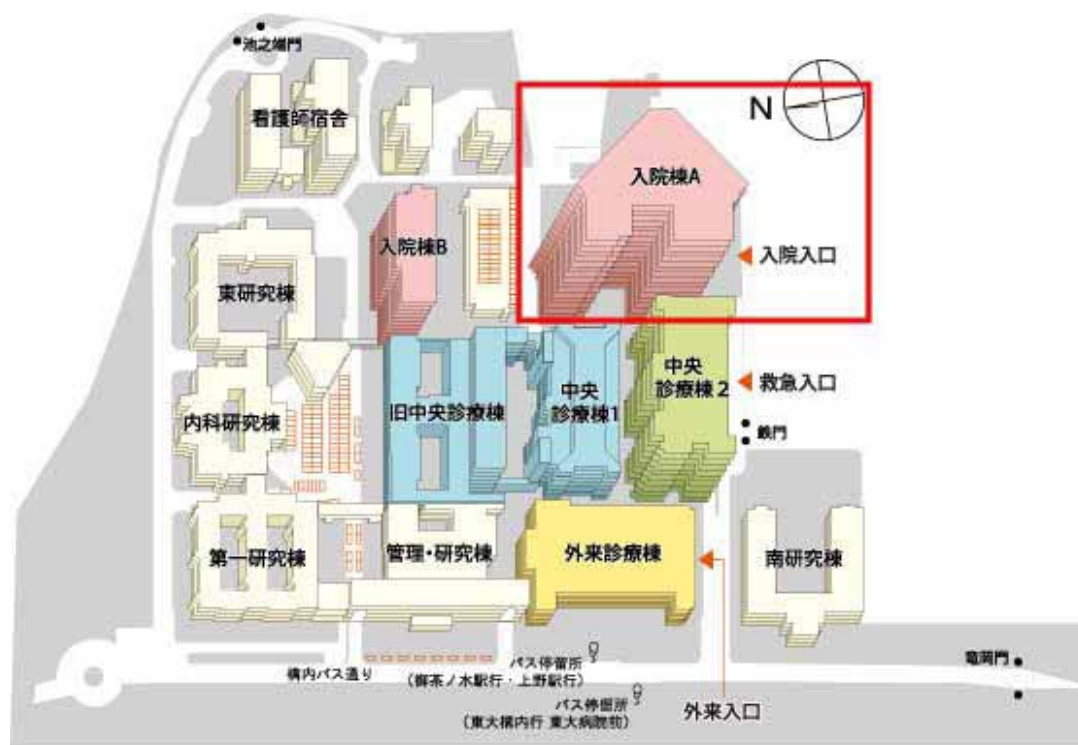 池之端門
看護師宿舎
N
入院棟A
入院棟B
入院入口
東研究棟
中央
診療棟2
救急入口
中央
診療棟1
旧中央診療棟
内科研究棟
鉄門
第一研究棟
管理・研究棟
外来診療棟
南研究棟
構内バス通り
バス停留所
(御茶ノ水駅行・上野駅行)
竜岡門
バス停留所
(東大構内行 東大病院前)
外来入口